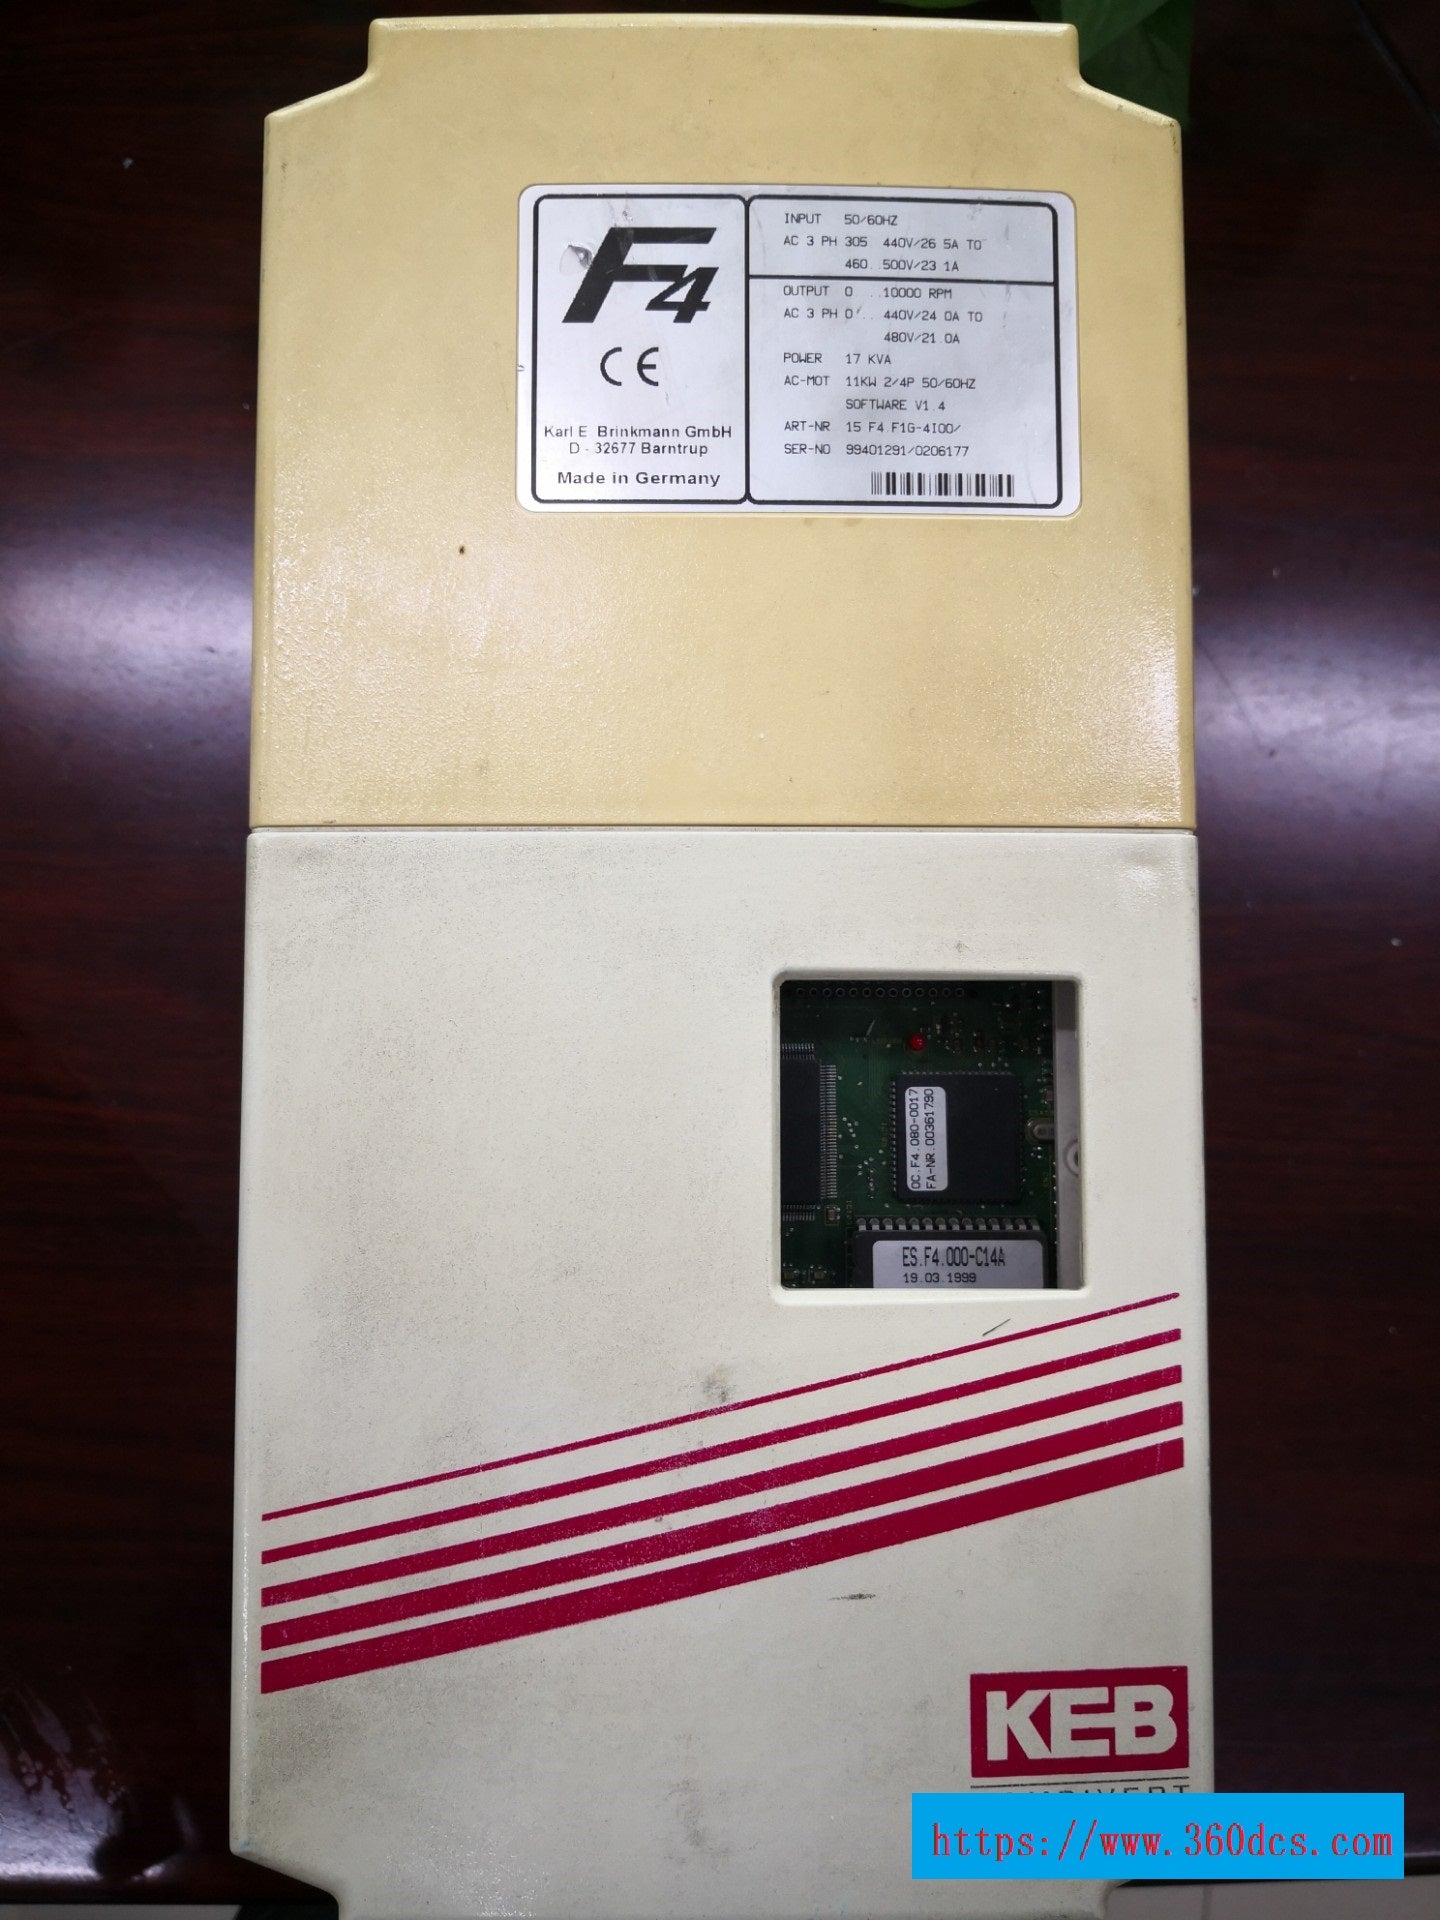 F4
CE
Karl E. Brinkmann GmbH
D - 32677 Barntrup
Made in Germany
INPUT 50/60HZ
AC 3 PH 305 440V/26 5A TO
460..500V/23 1A
OUTPUT 0 ..10000 RPM
AC 3 PH 0... 440V/24 0A TO
480V/21.0A
POWER 17 KVA
AC-MOT 11KW 2/4P 50/60HZ
SOFTWARE V1.4
ART-NR 15 F4 F1G-4I00/
SER-NO 99401291/0206177
OC.F4.080-0017
FA-NR.00361790
ES.F4.000-C14A
19.03.1999
KEB
https://www.360dcs.com